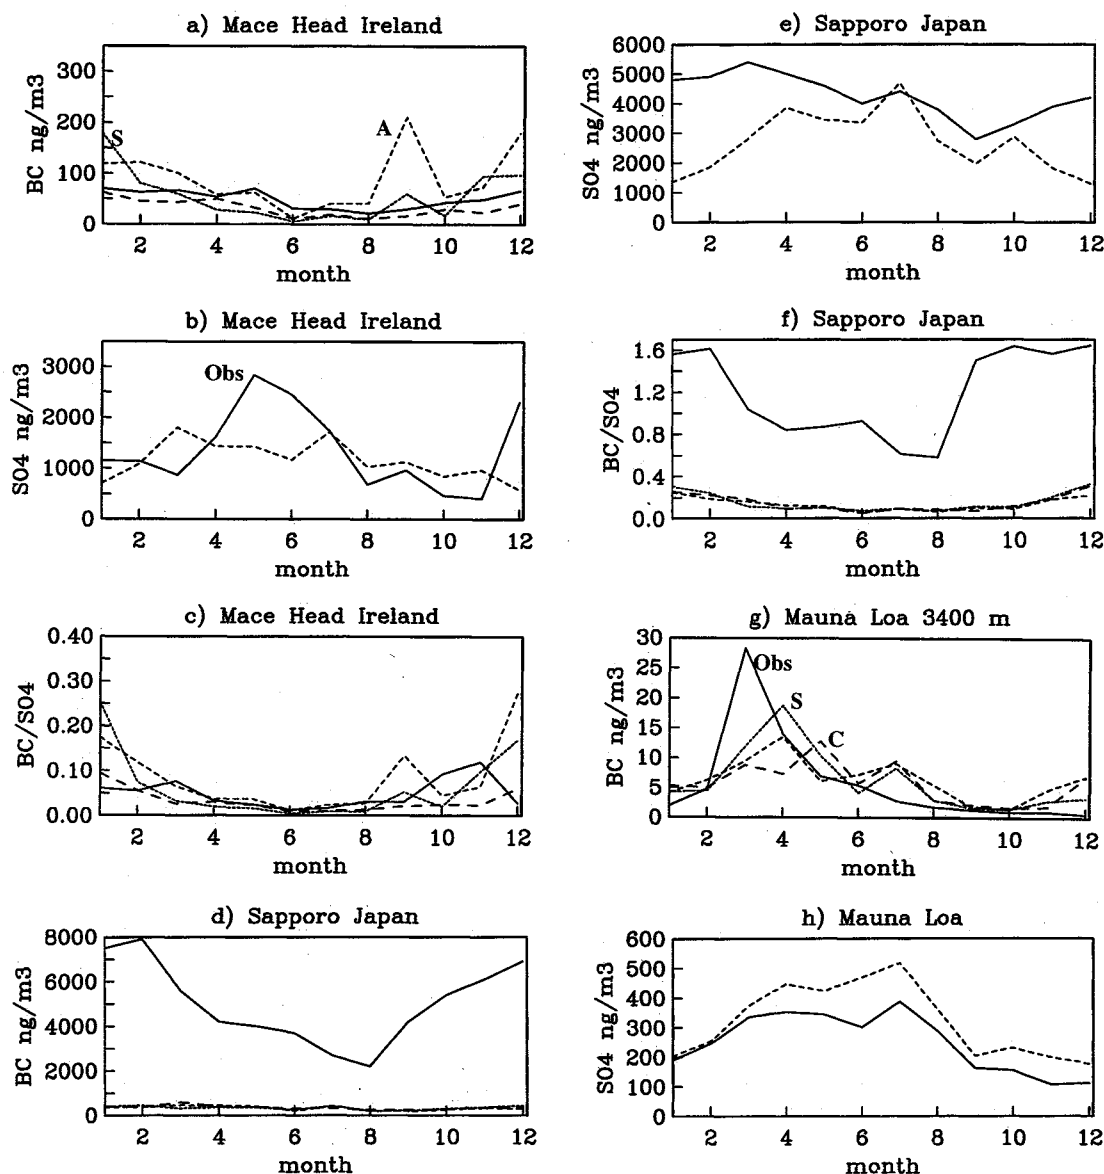 a) Mace Head Ireland
BC ng/m3
300
200
100
0
S
A
2 4 6 8 10 12
month
b) Mace Head Ireland
SO4 ng/m3
3000
2000
1000
0
Obs
2 4 6 8 10 12
month
c) Mace Head Ireland
BC/SO4
0.40
0.30
0.20
0.10
0.00
2 4 6 8 10 12
month
d) Sapporo Japan
BC ng/m3
8000
6000
4000
2000
0
2 4 6 8 10 12
month
e) Sapporo Japan
SO4 ng/m3
6000
5000
4000
3000
2000
1000
0
2 4 6 8 10 12
month
f) Sapporo Japan
BC/SO4
1.6
1.2
0.8
0.4
0.0
2 4 6 8 10 12
month
g) Mauna Loa 3400 m
BC ng/m3
30
25
20
15
10
5
0
Obs
S
C
2 4 6 8 10 12
month
h) Mauna Loa
SO4 ng/m3
600
500
400
300
200
100
0
2 4 6 8 10 12
month